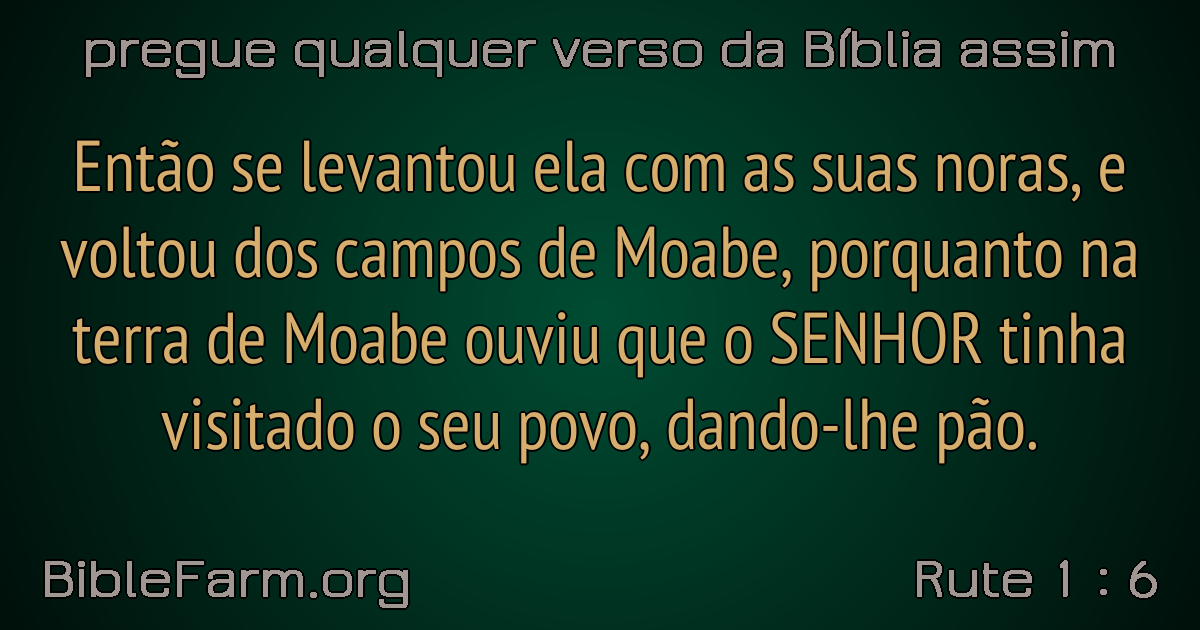 pregue qualquer verso da Bíblia assim
Então se levantou ela com as suas noras, e
voltou dos campos de Moabe, porquanto na
terra de Moabe ouviu que o SENHOR tinha
visitado o seu povo, dando-lhe pão.
BibleFarm.org
Rute 1 : 6